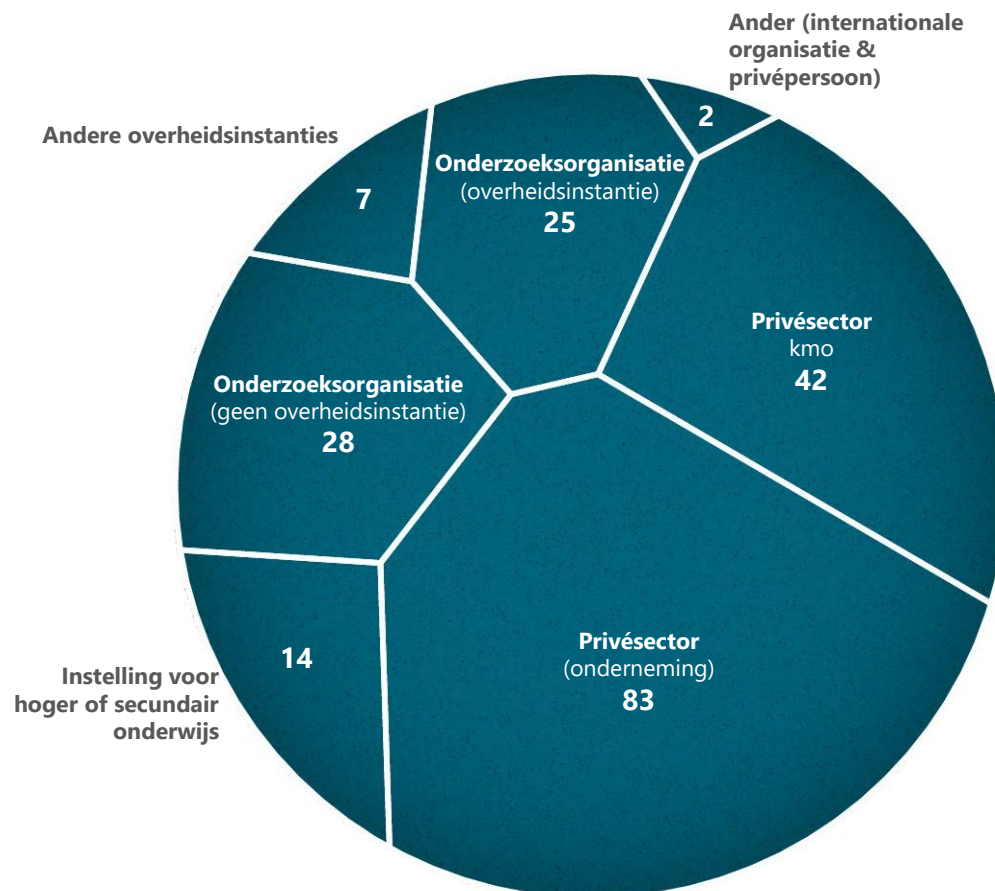 Ander (internationale
organisatie &
privépersoon)
2
Andere overheidsinstanties
7
Onderzoeksorganisatie
(overheidsinstantie)
25
Privésector
kmo
42
Onderzoeksorganisatie
(geen overheidsinstantie)
28
Privésector
(onderneming)
83
14
Instelling voor
hoger of secundair
onderwijs